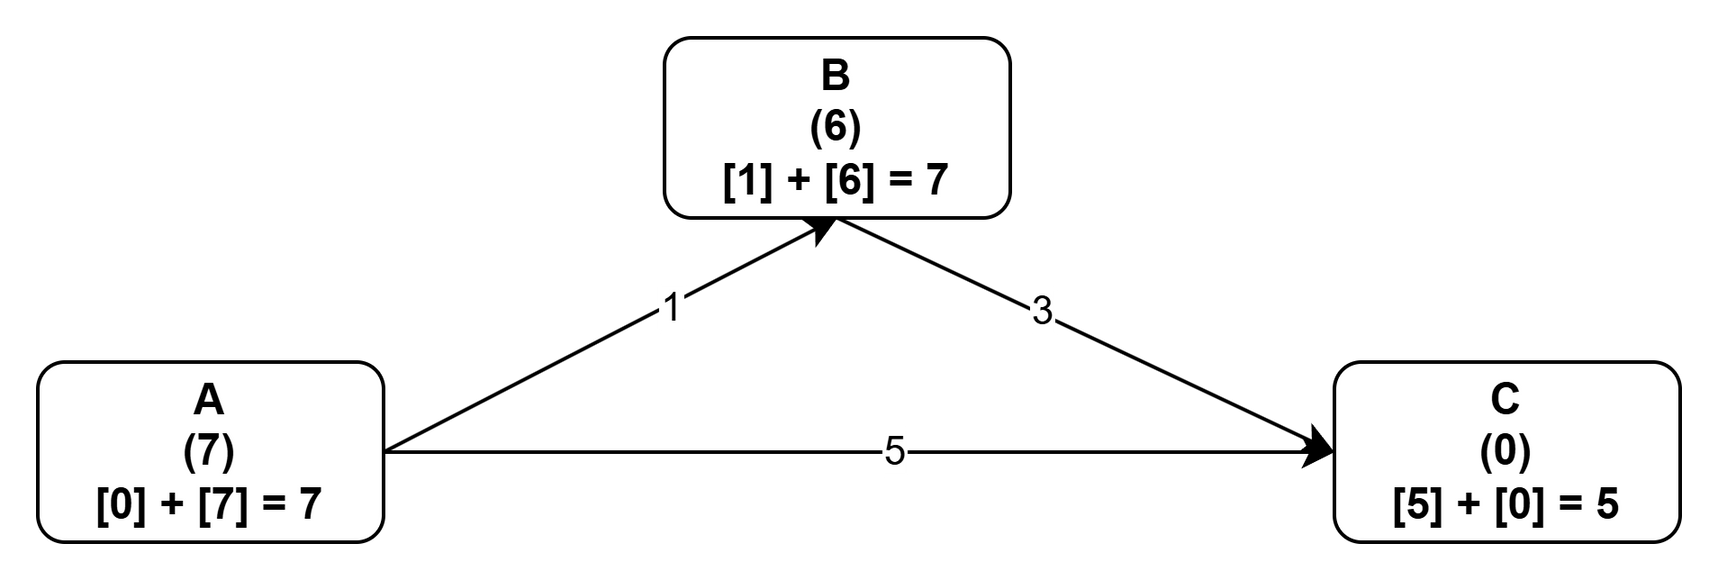 B
(6)
[1] + [6] = 7
1
3
A
(7)
[0] + [7] = 7
5
C
(0)
[5] + [0] = 5